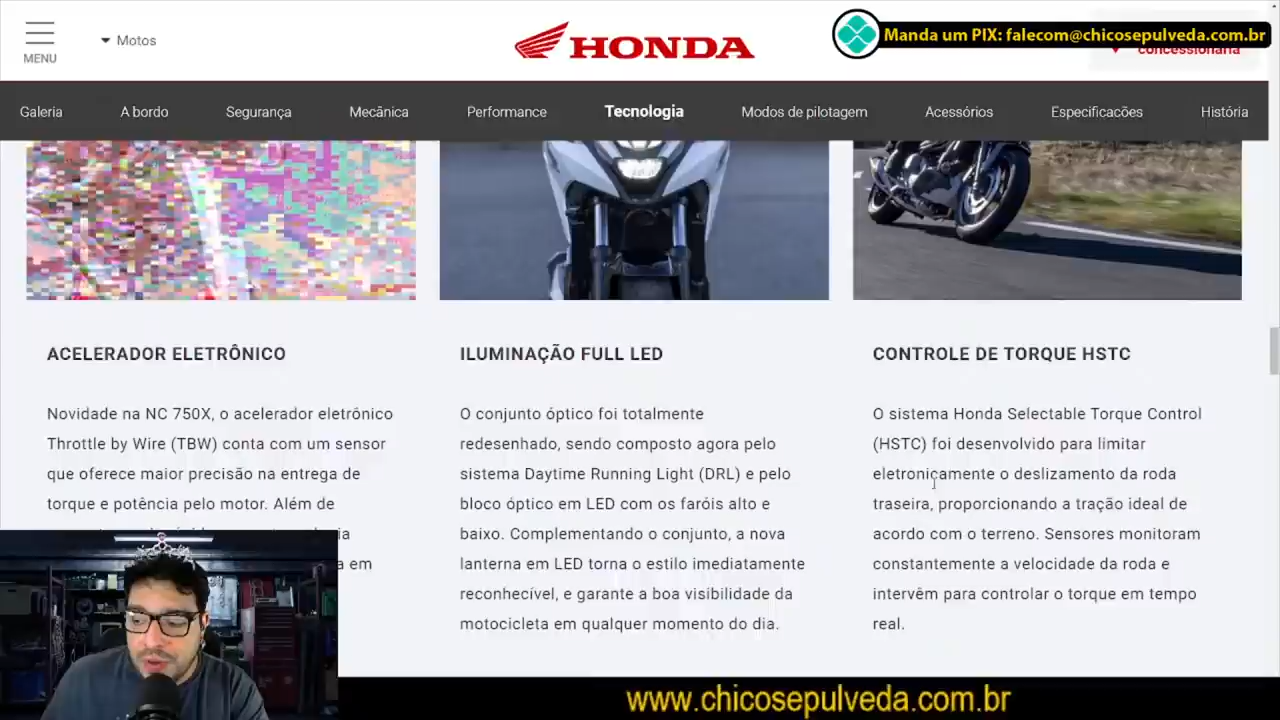 MENU
Motos
HONDA
Manda um PIX: falecom@chicosepulveda.com.br
concessionária
Galeria
A bordo
Segurança
Mecânica
Performance
Tecnologia
Modos de pilotagem
Acessórios
Especificacões
História
ACELERADOR ELETRÔNICO
Novidade na NC 750X, o acelerador eletrônico
Throttle by Wire (TBW) conta com um sensor
que oferece maior precisão na entrega de
torque e potência pelo motor. Além de
a em
ILUMINAÇÃO FULL LED
O conjunto óptico foi totalmente
redesenhado, sendo composto agora pelo
sistema Daytime Running Light (DRL) e pelo
bloco óptico em LED com os faróis alto e
baixo. Complementando o conjunto, a nova
lanterna em LED torna o estilo imediatamente
reconhecível, e garante a boa visibilidade da
motocicleta em qualquer momento do dia.
CONTROLE DE TORQUE HSTC
O sistema Honda Selectable Torque Control
(HSTC) foi desenvolvido para limitar
eletronicamente o deslizamento da roda
traseira, proporcionando a tração ideal de
acordo com o terreno. Sensores monitoram
constantemente a velocidade da roda e
intervêm para controlar o torque em tempo
real.
www.chicosepulveda.com.br